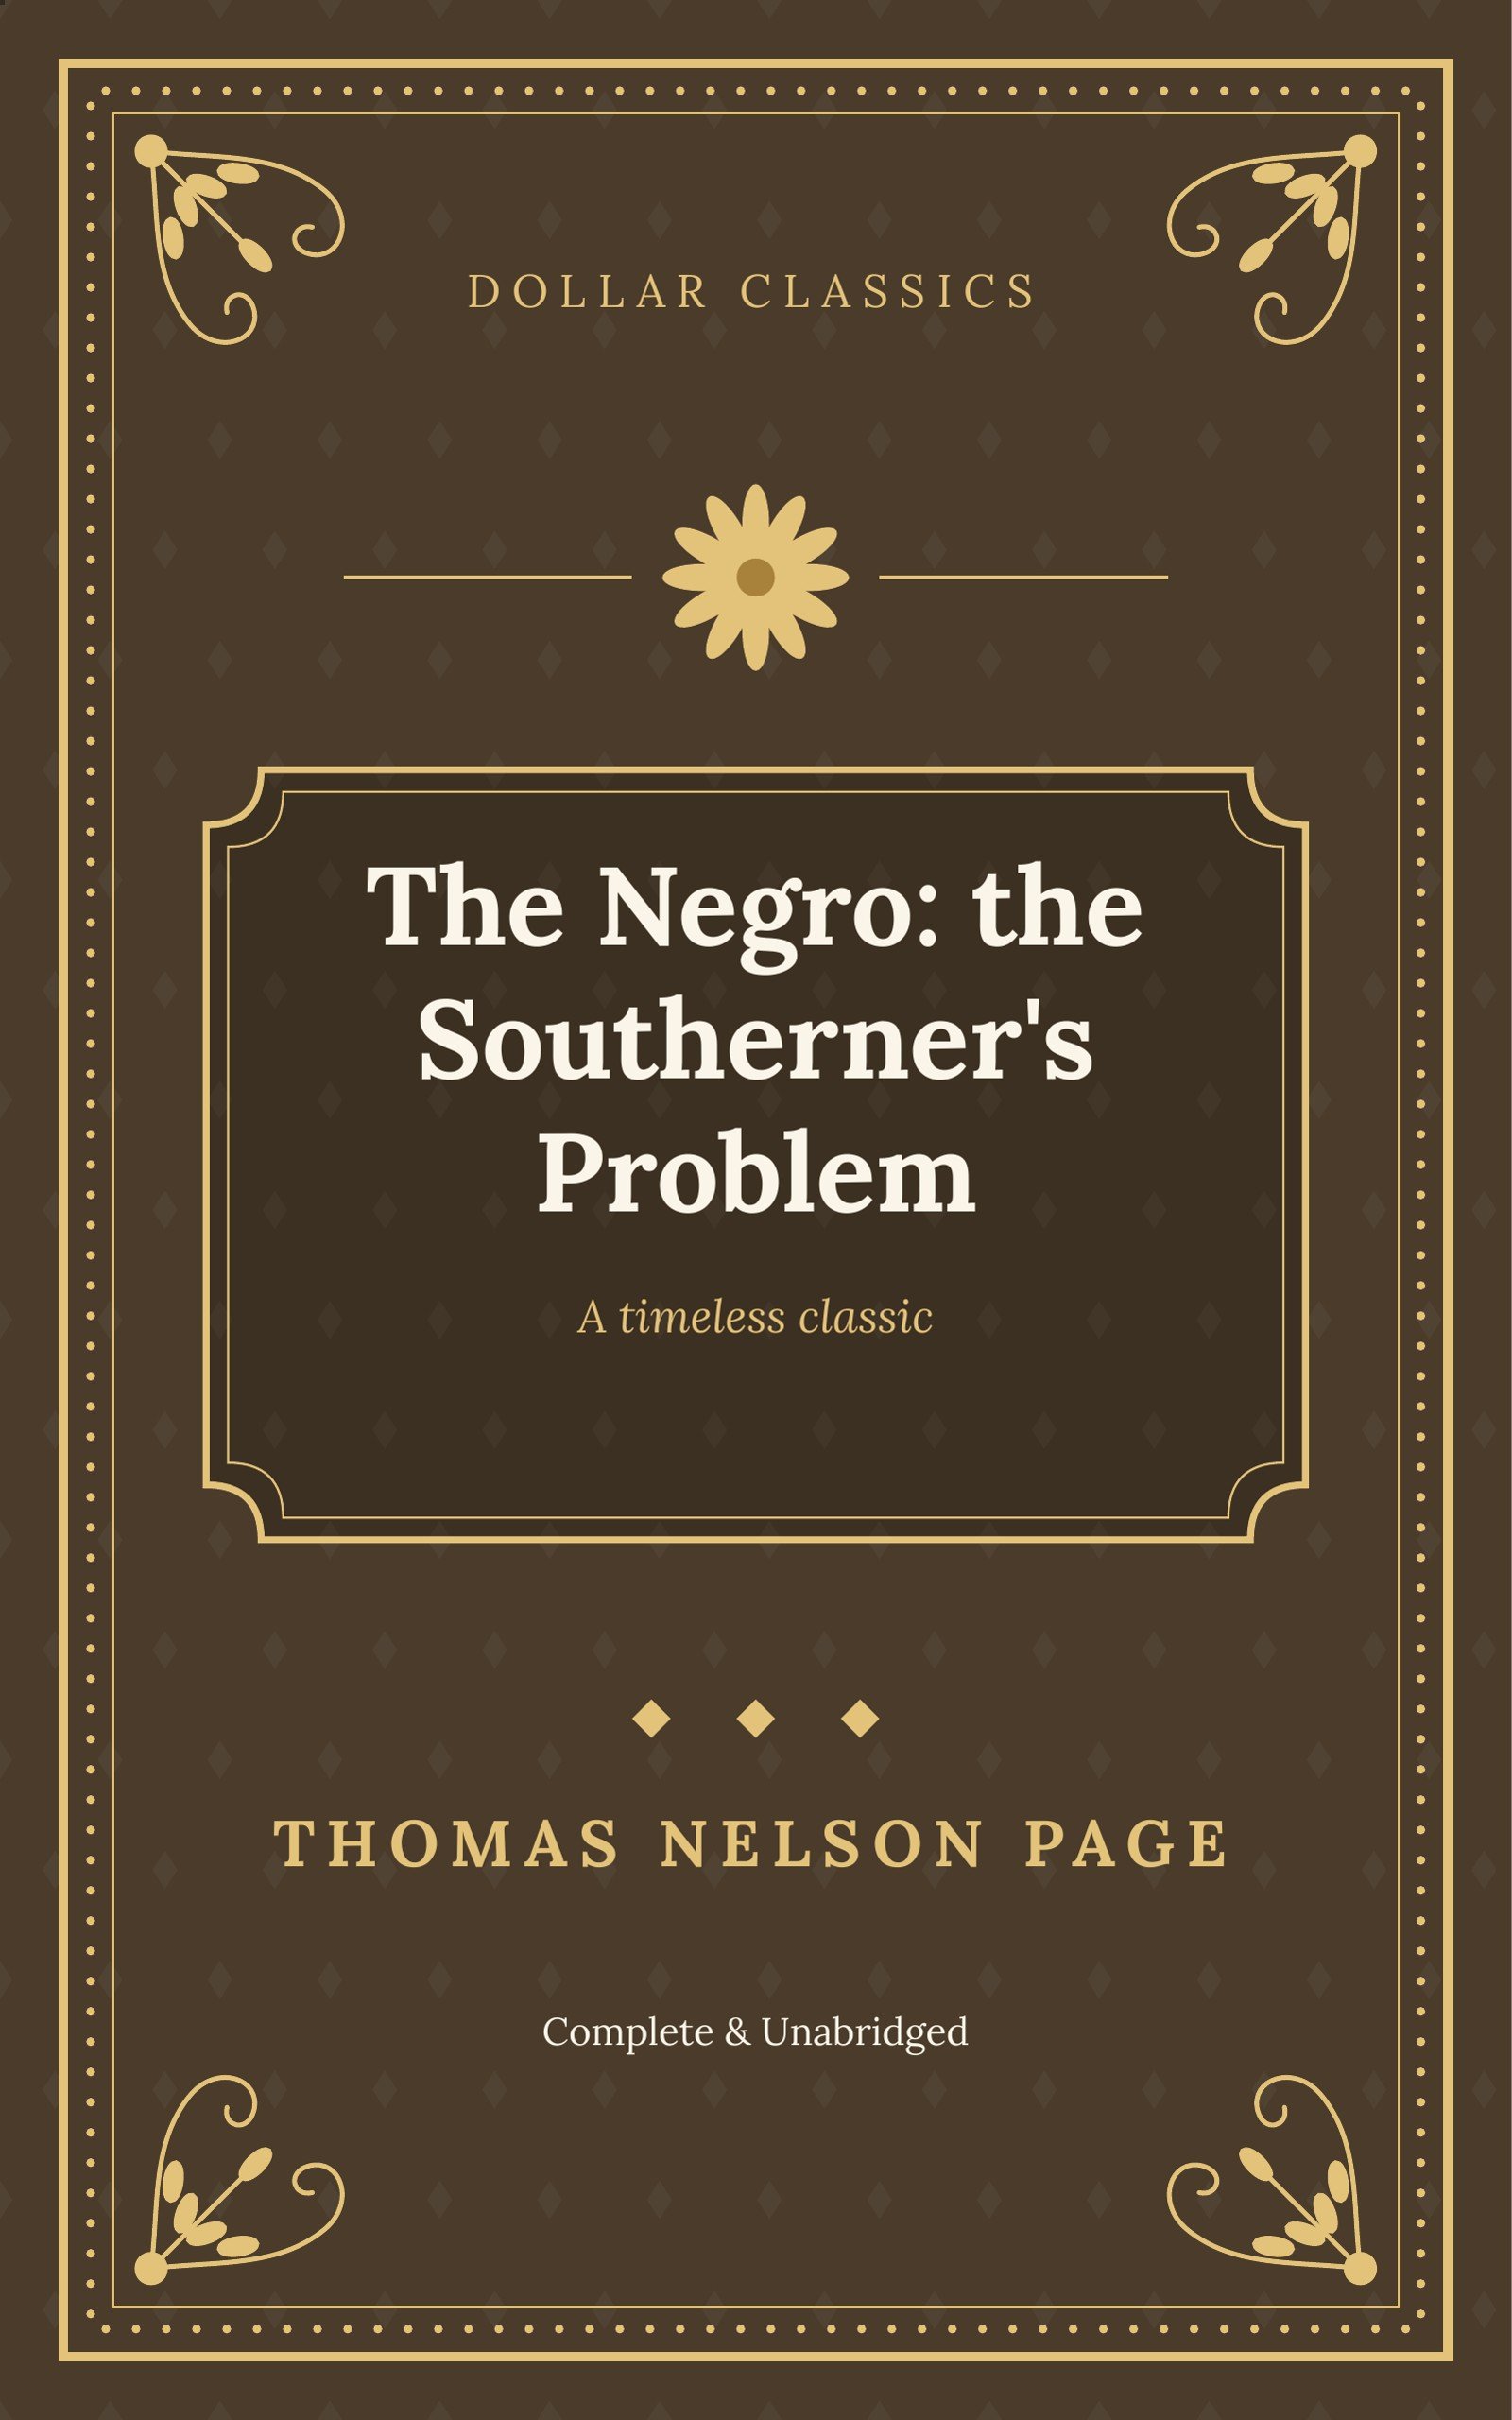 DOLLAR CLASSICS
The Negro: the
Southerner's
Problem
A timeless classic
THOMAS NELSON PAGE
Complete & Unabridged